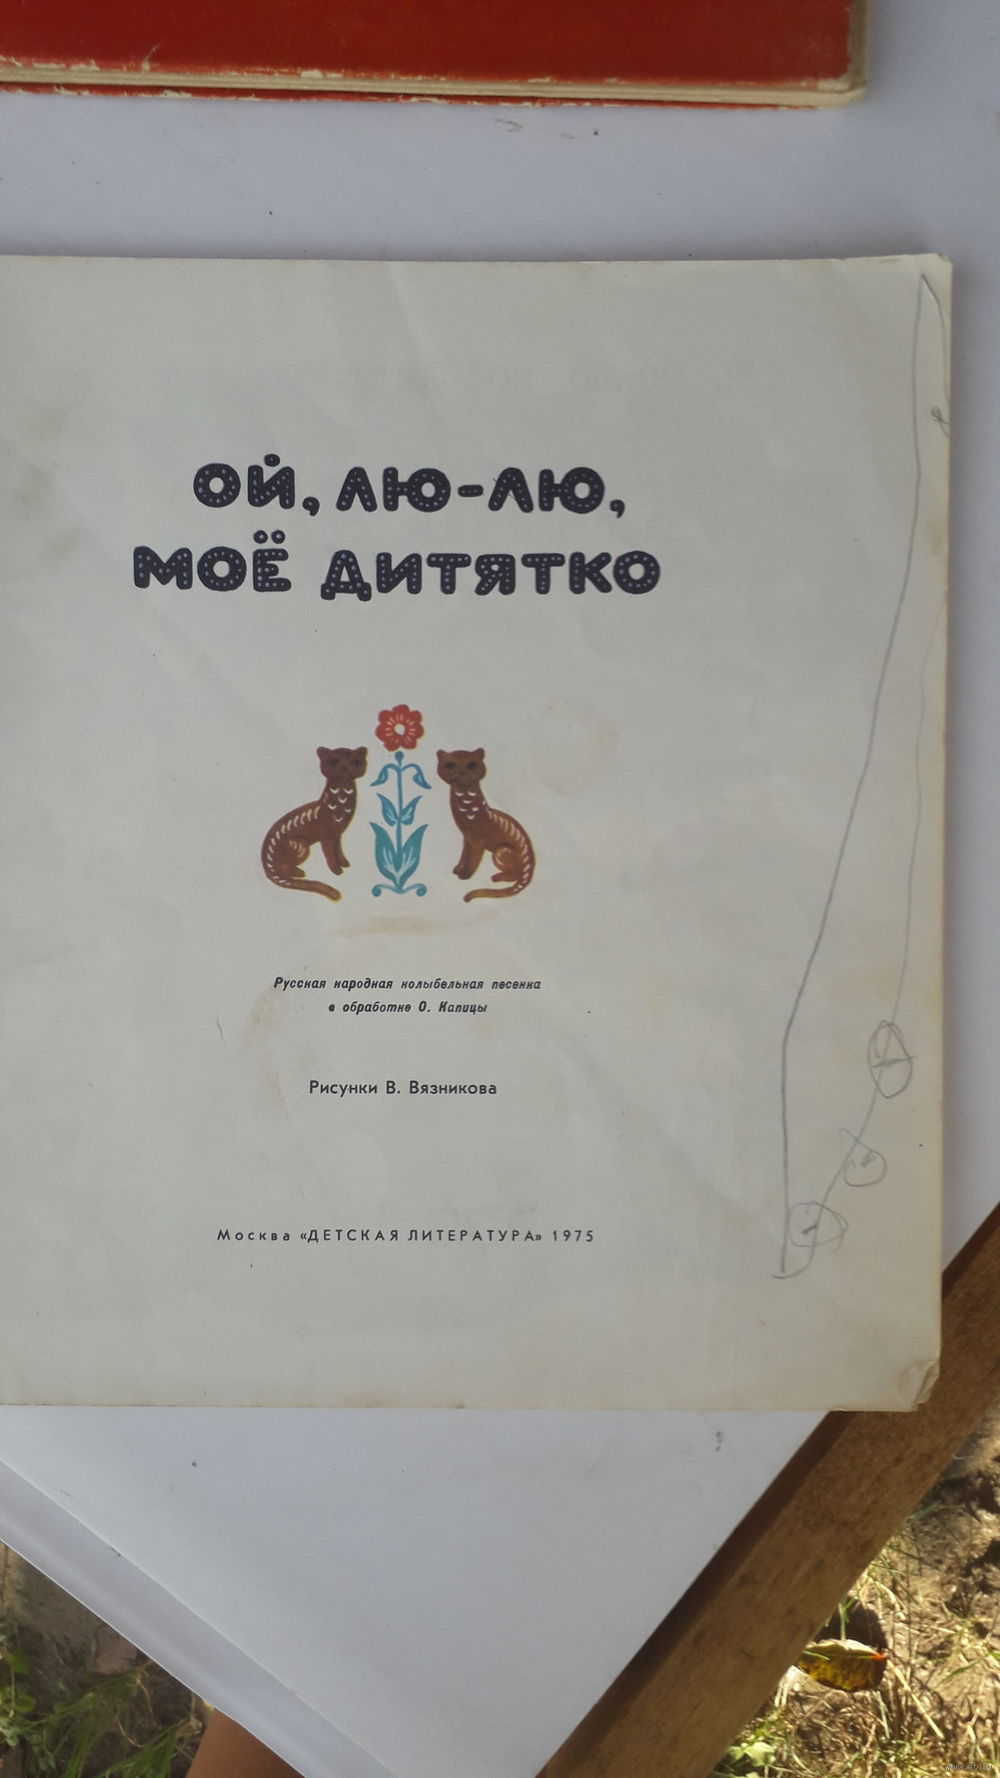 ОЙ, ЛЮ-ЛЮ,
МОЁ ДИТЯТКО
Русская народная колыбельная песенка
в обработке О. Капицы
Рисунки В. Вязникова
Москва «ДЕТСКАЯ ЛИТЕРАТУРА» 1975